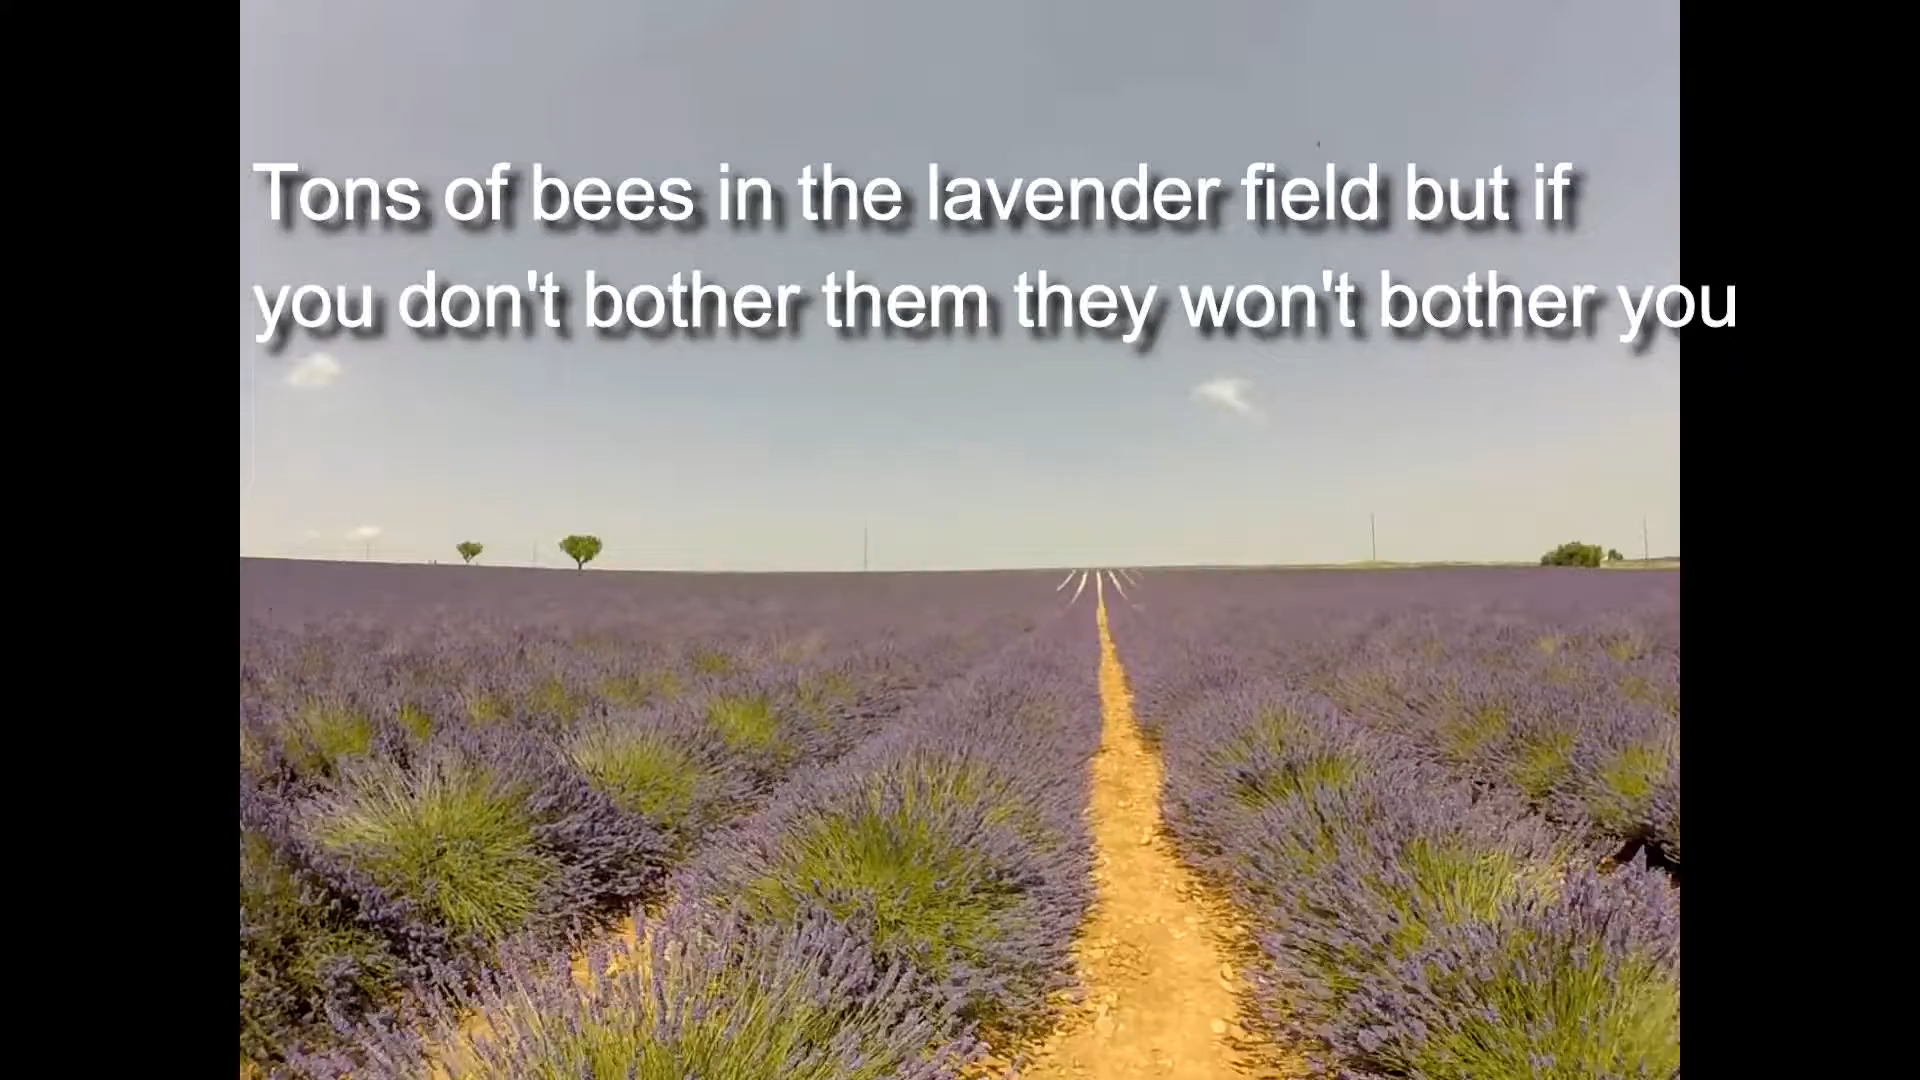 Tons of bees in the lavender field but if
you don't bother them they won't bother you